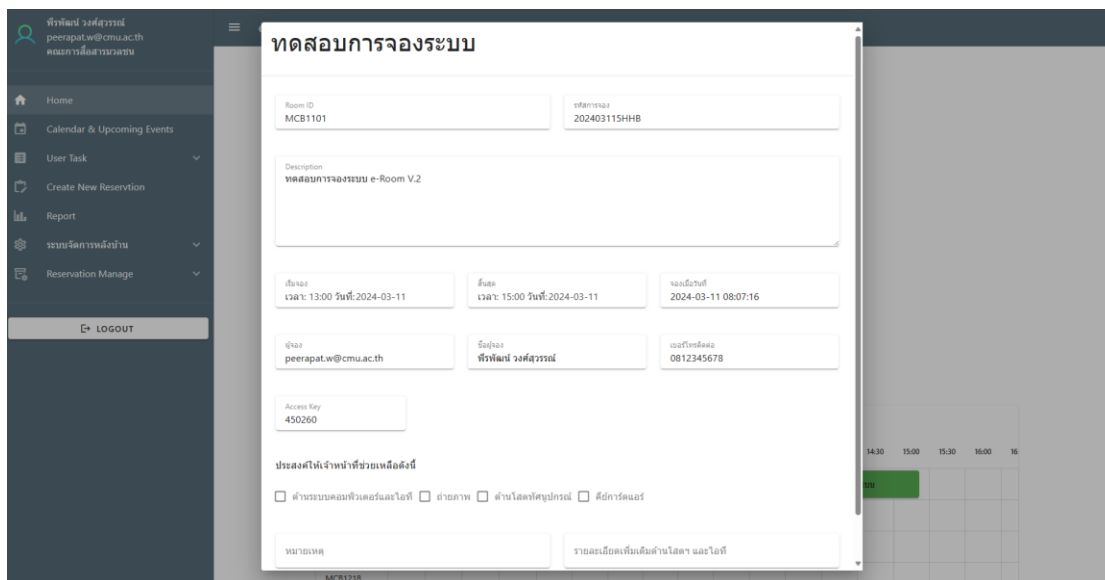 พีรพัฒน์ วงศ์สุวรรณ์
peerapat.w@cmu.ac.th
คณะการสื่อสารมวลชน
Home
Calendar & Upcoming Events
User Task
Create New Reservtion
Report
ระบบจัดการหลังบ้าน
Reservation Manage
LOGOUT
ทดสอบการจองระบบ
Room ID
MCB1101
รหัสการจอง
202403115HHB
Description
ทดสอบการจองระบบ e-Room V.2
เริ่มจอง
เวลา: 13:00 วันที่:2024-03-11
สิ้นสุด
เวลา: 15:00 วันที่:2024-03-11
จองเมื่อวันที่
2024-03-11 08:07:16
ผู้จอง
peerapat.w@cmu.ac.th
ชื่อผู้จอง
พีรพัฒน์ วงศ์สุวรรณ์
เบอร์โทรติดต่อ
0812345678
Access Key
450260
ประสงค์ให้เจ้าหน้าที่ช่วยเหลือดังนี้
ด้านระบบคอมพิวเตอร์และไอที ถ่ายภาพ ด้านโสตทัศนูปกรณ์ คีย์การ์ดแอร์
หมายเหตุ
รายละเอียดเพิ่มเติมด้านโสตฯ และไอที
14:30 15:00 15:30 16:00 16
MCB1218